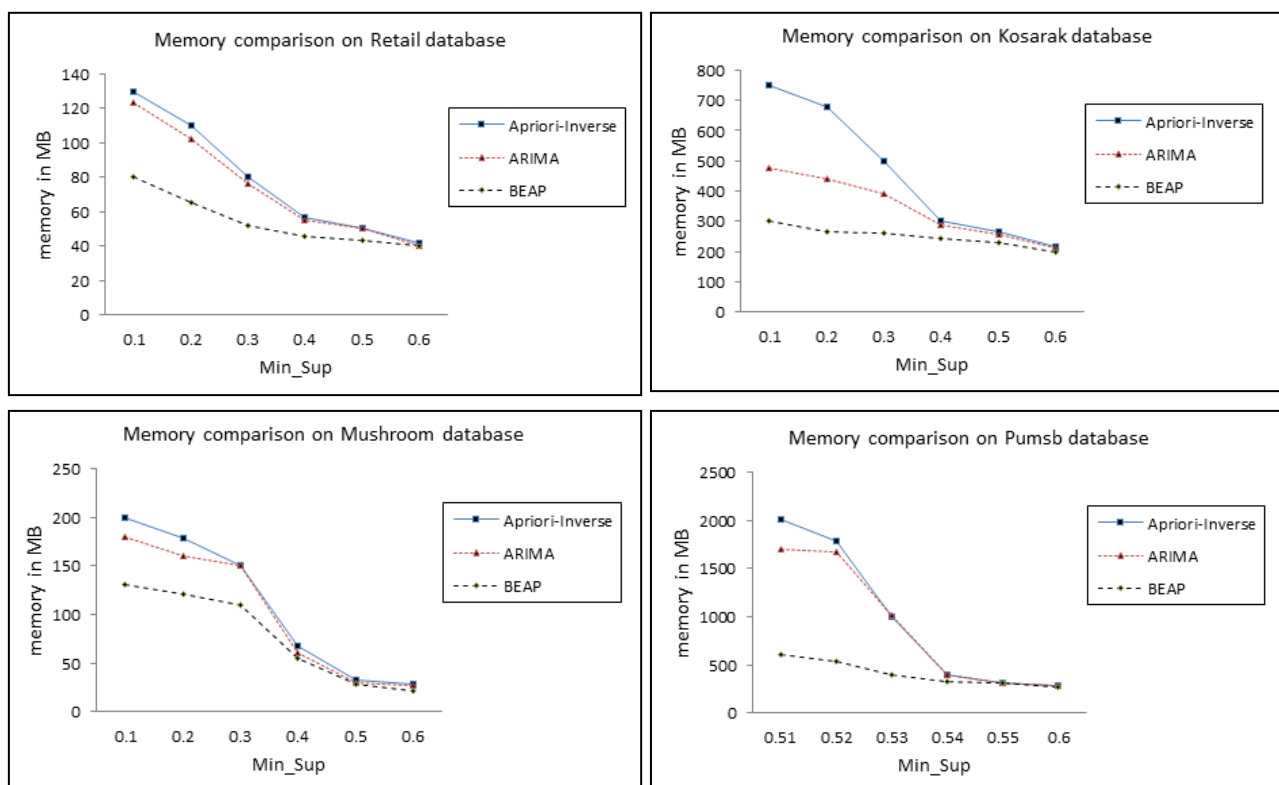 Memory comparison on Retail database
memory in MB
140
120
100
80
60
40
20
0
0.1 0.2 0.3 0.4 0.5 0.6
Min_Sup
Apriori-Inverse
ARIMA
BEAP
Memory comparison on Kosarak database
memory in MB
800
700
600
500
400
300
200
100
0
0.1 0.2 0.3 0.4 0.5 0.6
Min_Sup
Apriori-Inverse
ARIMA
BEAP
Memory comparison on Mushroom database
memory in MB
250
200
150
100
50
0
0.1 0.2 0.3 0.4 0.5 0.6
Min_Sup
Apriori-Inverse
ARIMA
BEAP
Memory comparison on Pumsb database
memory in MB
2500
2000
1500
1000
500
0
0.51 0.52 0.53 0.54 0.55 0.6
Min_Sup
Apriori-Inverse
ARIMA
BEAP